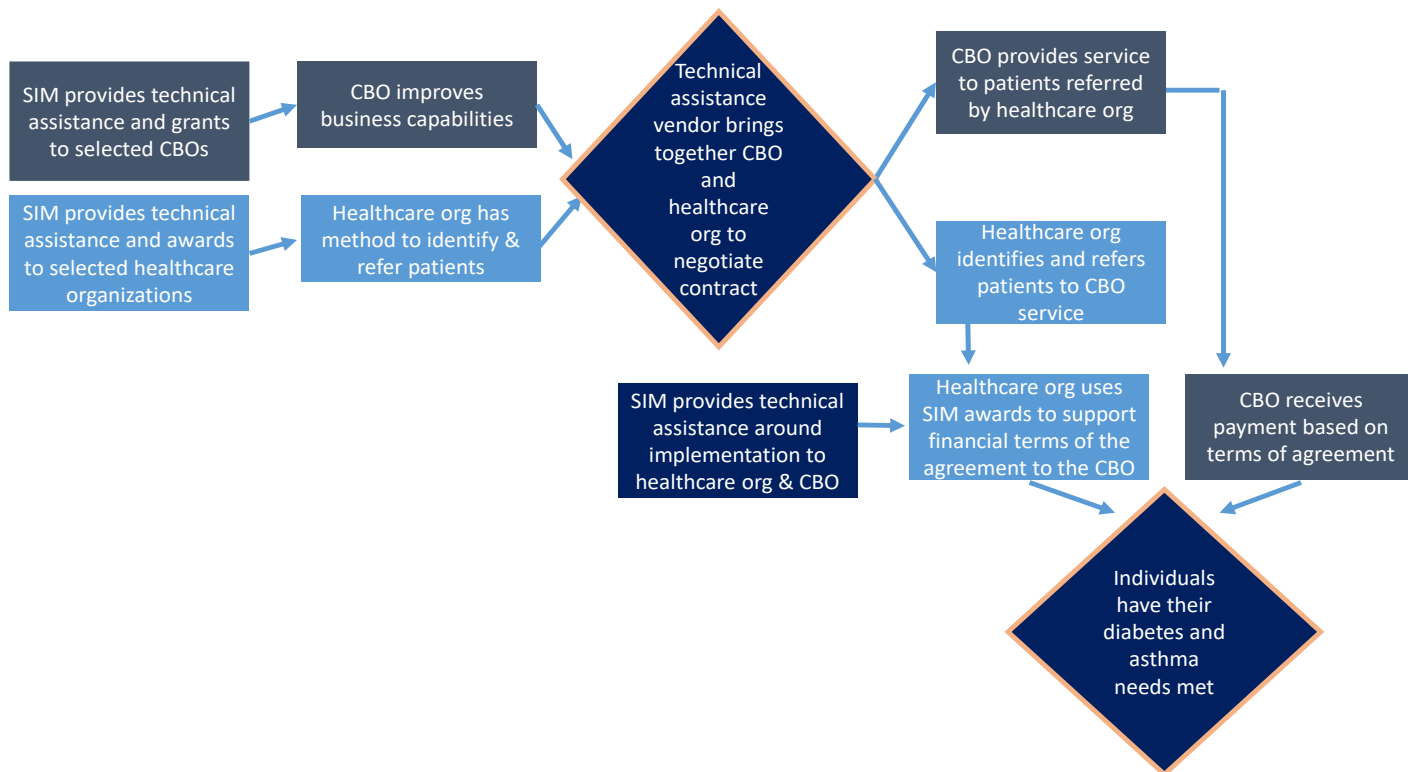 SIM provides technical
assistance and grants
to selected CBOs
CBO improves
business capabilities
Technical
assistance
vendor brings
together CBO
and
healthcare
org to
negotiate
contract
CBO provides service
to patients referred
by healthcare org
SIM provides technical
assistance and awards
to selected healthcare
organizations
Healthcare org has
method to identify &
refer patients
Healthcare org
identifies and refers
patients to CBO
service
SIM provides technical
assistance around
implementation to
healthcare org & CBO
Healthcare org uses
SIM awards to support
financial terms of the
agreement to the CBO
CBO receives
payment based on
terms of agreement
Individuals
have their
diabetes and
asthma
needs met